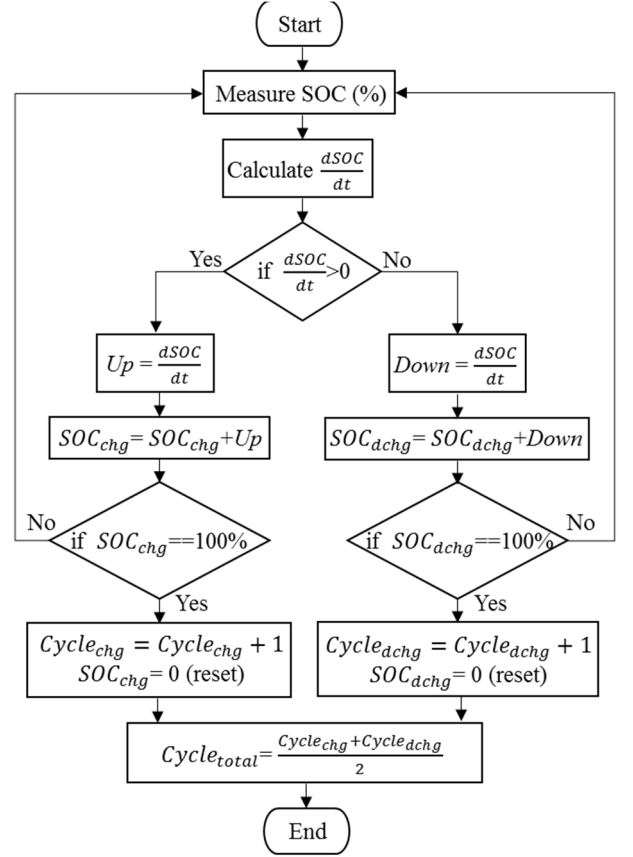 Start
Measure SOC (%)
Calculate dSOC/dt
if dSOC/dt>0
Yes
No
Up = dSOC/dt
Down = dSOC/dt
SOC_chg= SOC_chg+Up
SOC_dchg= SOC_dchg+Down
No
if SOC_chg==100%
if SOC_dchg==100%
No
Yes
Yes
Cycle_chg = Cycle_chg + 1
SOC_chg= 0 (reset)
Cycle_dchg = Cycle_dchg + 1
SOC_dchg= 0 (reset)
Cycle_total= Cycle_chg+Cycle_dchg/2
End